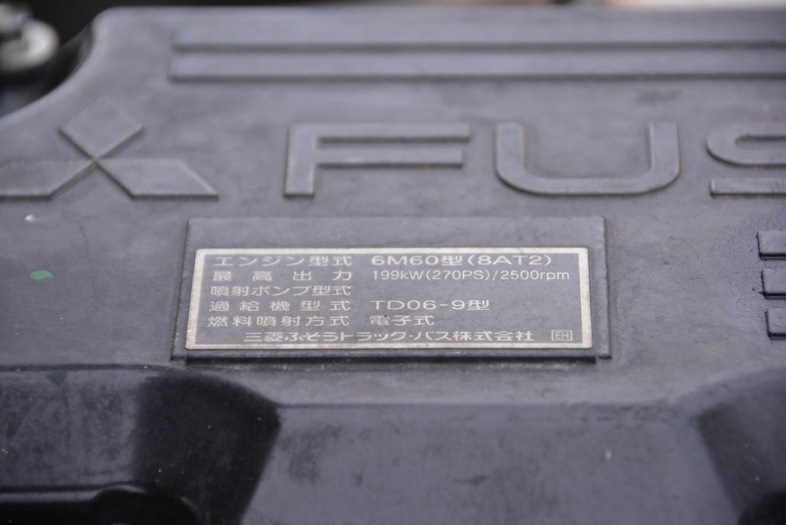 FUS
エンジン型式 6M60型(8AT2)
最高出力 199kW(270PS)/2500rpm
噴射ポンプ型式
過給機型式 TD06-9型
燃料噴射方式 電子式
三菱ふそうトラック・バス株式会社 EH